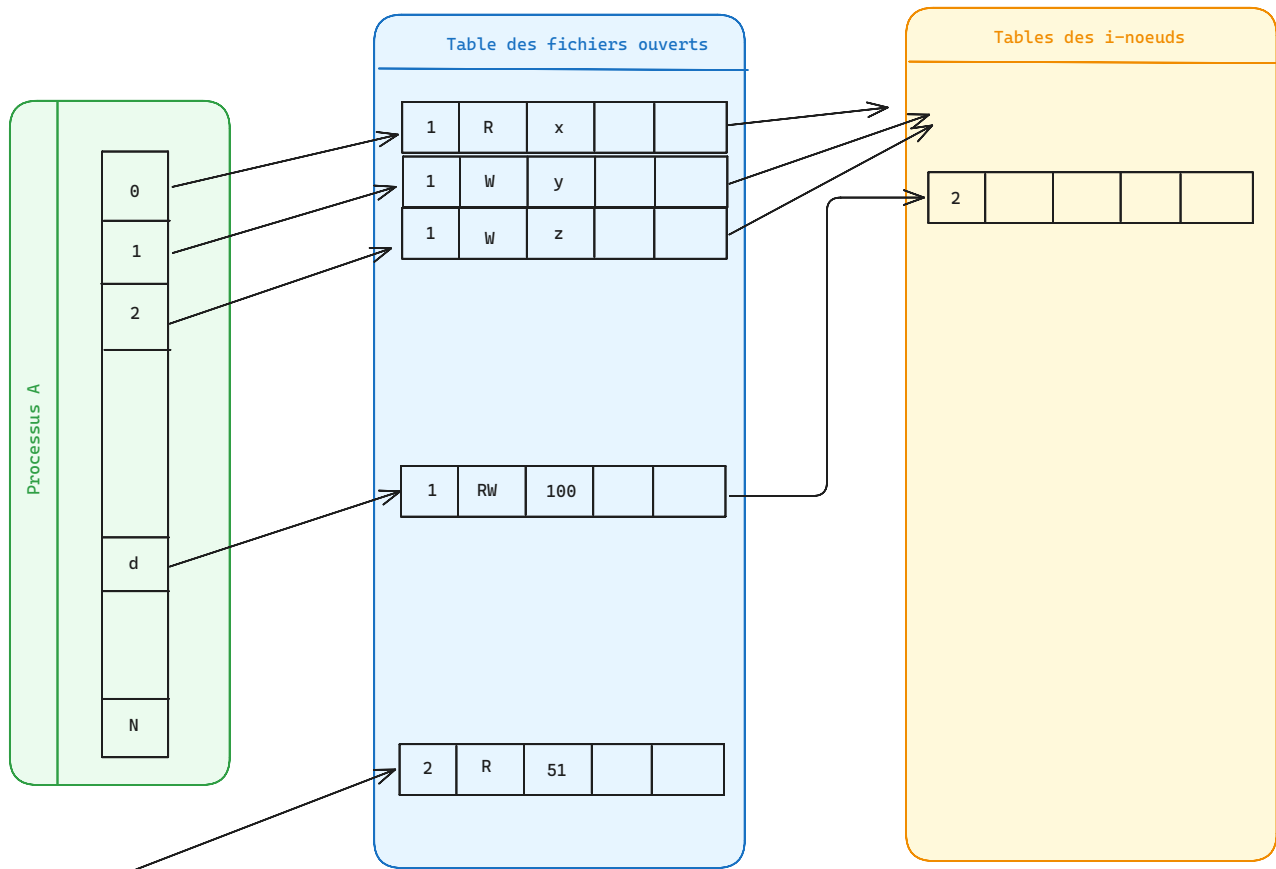 Processus A
0
1
2
d
N
Table des fichiers ouverts
1 R x
1 W y
1 W z
1 RW 100
2 R 51
Tables des i-noeuds
2